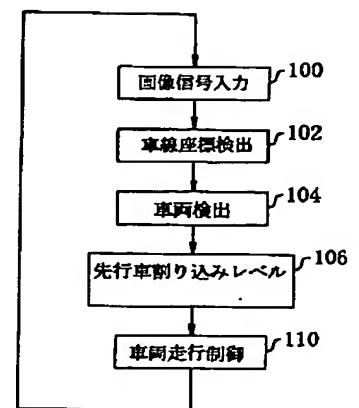 画像信号入力 100
車線座標検出 102
車両検出 104
先行車割り込みレベル 106
車両走行制御 110